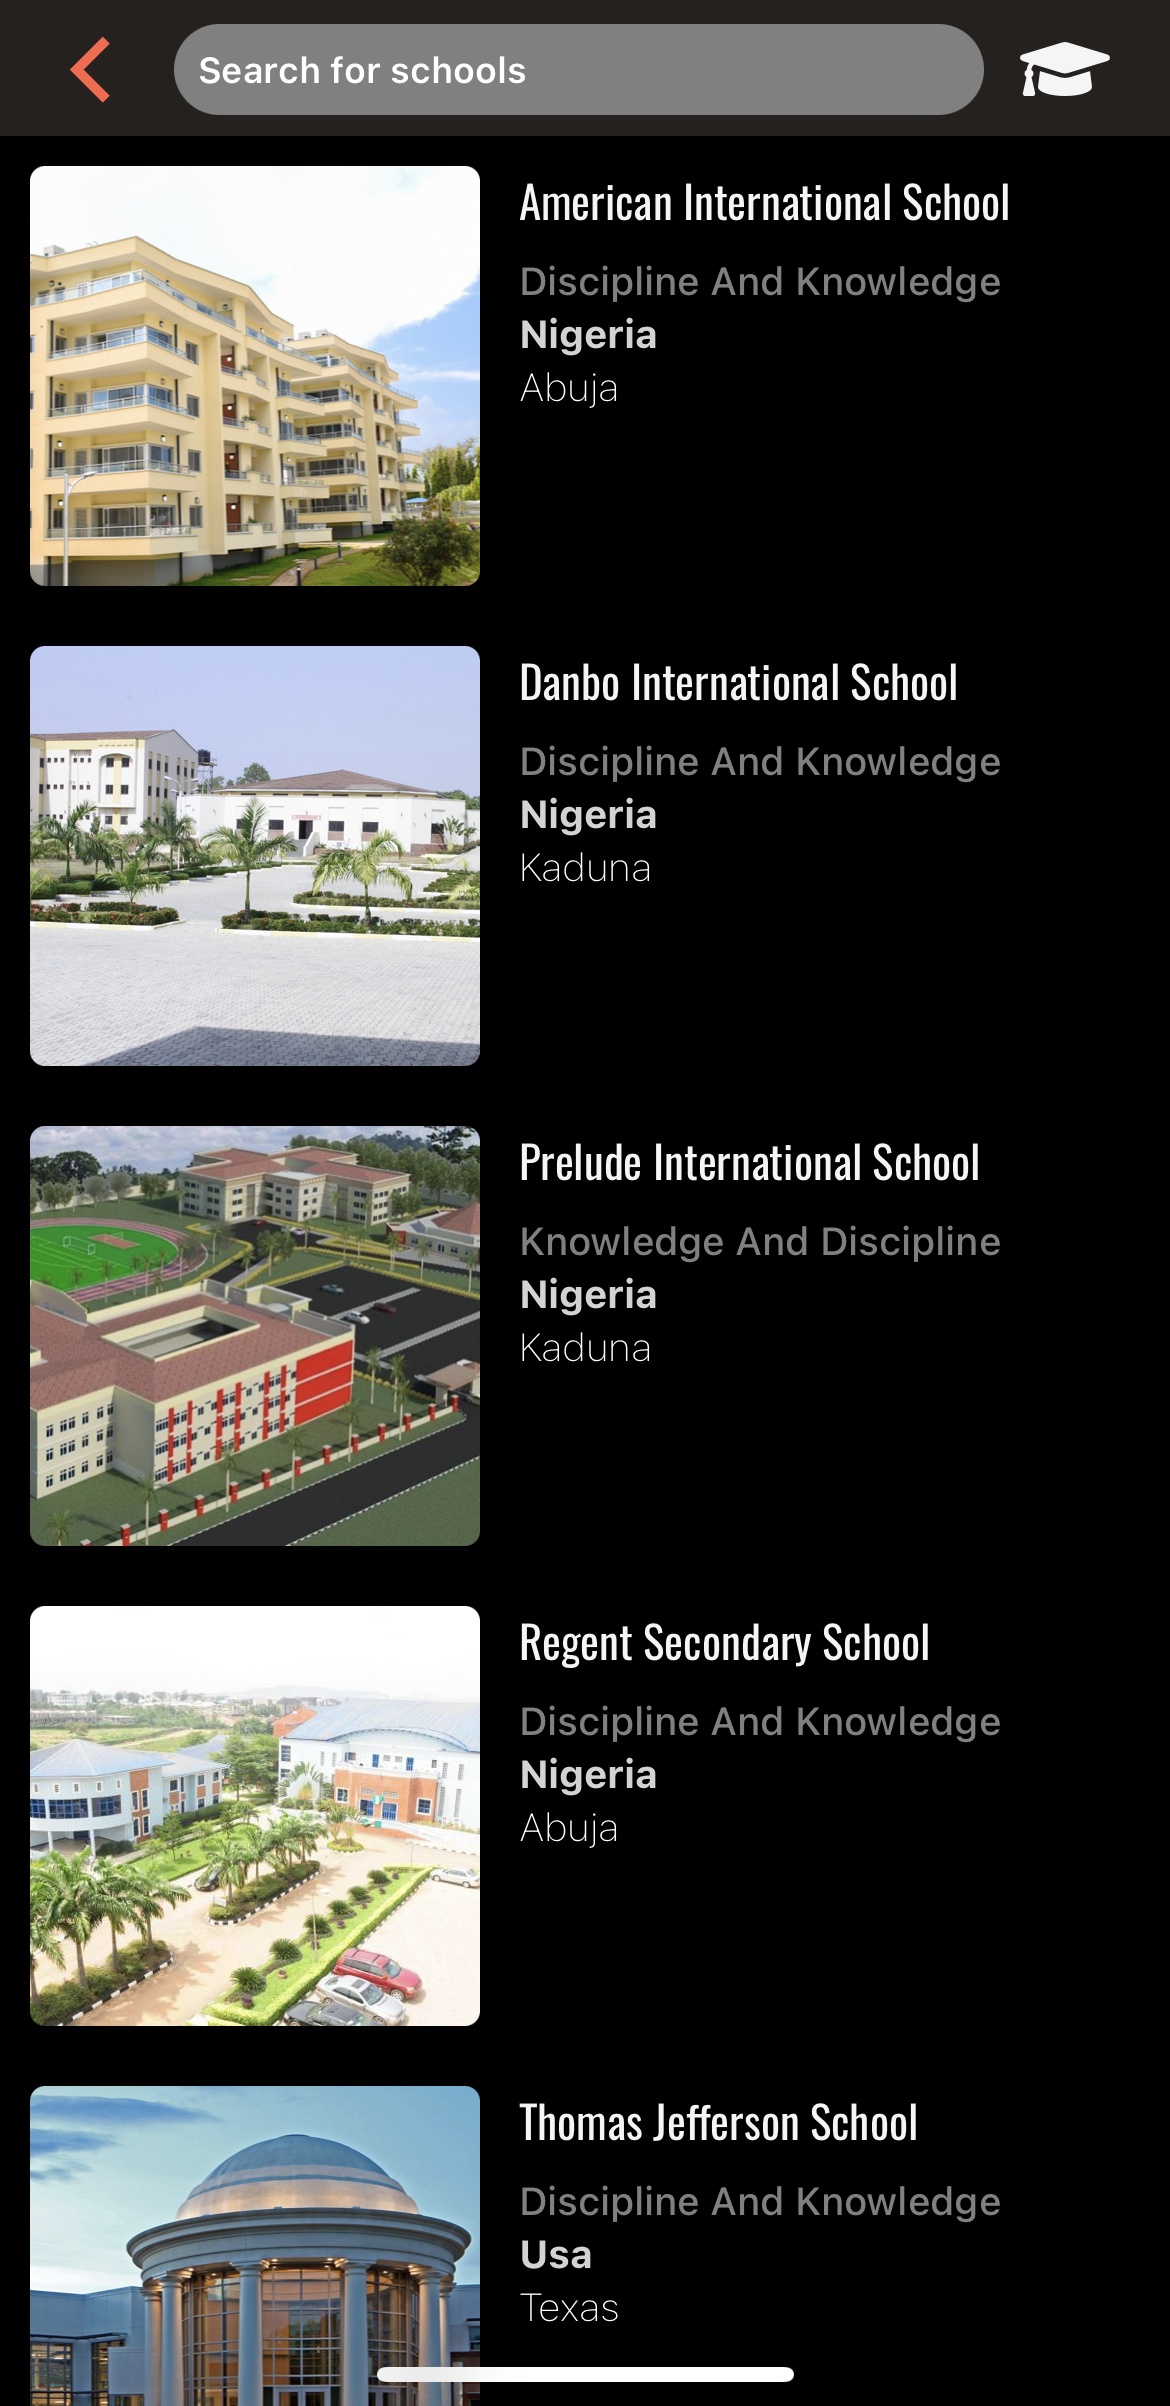 Search for schools
American International School
Discipline And Knowledge
Nigeria
Abuja
Danbo International School
Discipline And Knowledge
Nigeria
Kaduna
Prelude International School
Knowledge And Discipline
Nigeria
Kaduna
Regent Secondary School
Discipline And Knowledge
Nigeria
Abuja
Thomas Jefferson School
Discipline And Knowledge
Usa
Texas